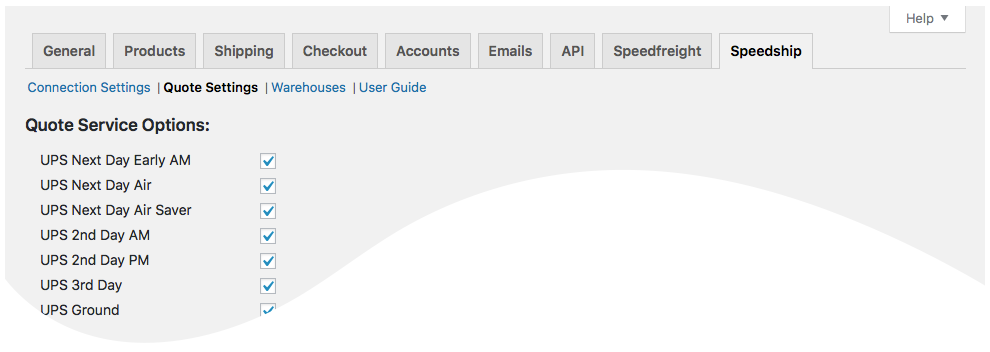 Help
General Products Shipping Checkout Accounts Emails API Speedfreight Speedship
Connection Settings | Quote Settings | Warehouses | User Guide
Quote Service Options:
UPS Next Day Early AM
UPS Next Day Air
UPS Next Day Air Saver
UPS 2nd Day AM
UPS 2nd Day PM
UPS 3rd Day
UPS Ground